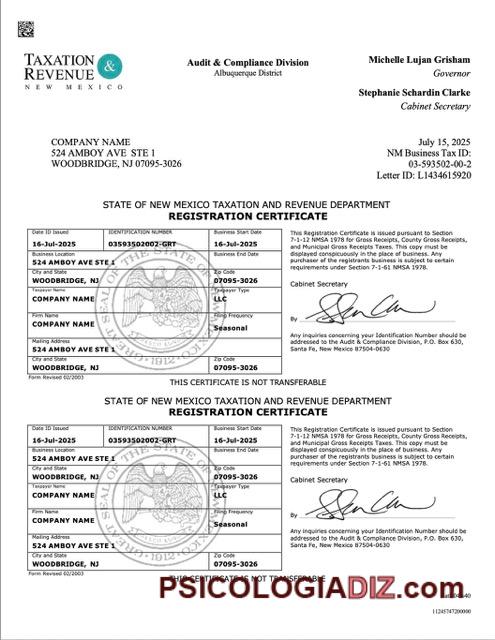 TAXATION & REVENUE
NEW MEXICO
Audit & Compliance Division
Albuquerque District
Michelle Lujan Grisham
Governor
Stephanie Schardin Clarke
Cabinet Secretary
COMPANY NAME
524 AMBOY AVE STE 1
WOODBRIDGE, NJ 07095-3026
July 15, 2025
NM Business Tax ID:
03-593502-00-2
Letter ID: L1434615920
STATE OF NEW MEXICO TAXATION AND REVENUE DEPARTMENT
REGISTRATION CERTIFICATE
Date ID Issued
16-Jul-2025
IDENTIFICATION NUMBER
03593502002-GRT
Business Start Date
16-Jul-2025
Business Location
524 AMBOY AVE STE 1
Business End Date
City and State
WOODBRIDGE, NJ
Zip Code
07095-3026
Taxpayer Name
COMPANY NAME
Taxpayer Type
LLC
Firm Name
COMPANY NAME
Filing Frequency
Seasonal
Mailing Address
524 AMBOY AVE STE 1
City and State
WOODBRIDGE, NJ
Zip Code
07095-3026
Form Revised 02/2003
This Registration Certificate is issued pursuant to Section
7-1-12 NMSA 1978 for Gross Receipts, County Gross Receipts,
and Municipal Gross Receipts Taxes. This copy must be
displayed conspicuously in the place of business. Any
purchaser of the registrants business is subject to certain
requirements under Section 7-1-61 NMSA 1978.
Cabinet Secretary
By
Any inquiries concerning your Identification Number should be
addressed to the Audit & Compliance Division, P.O. Box 630,
Santa Fe, New Mexico 87504-0630
THIS CERTIFICATE IS NOT TRANSFERABLE
STATE OF NEW MEXICO TAXATION AND REVENUE DEPARTMENT
REGISTRATION CERTIFICATE
Date ID Issued
16-Jul-2025
IDENTIFICATION NUMBER
03593502002-GRT
Business Start Date
16-Jul-2025
Business Location
524 AMBOY AVE STE 1
Business End Date
City and State
WOODBRIDGE, NJ
Zip Code
07095-3026
Taxpayer Name
COMPANY NAME
Taxpayer Type
LLC
Firm Name
COMPANY NAME
Filing Frequency
Seasonal
Mailing Address
524 AMBOY AVE STE 1
City and State
WOODBRIDGE, NJ
Zip Code
07095-3026
Form Revised 02/2003
This Registration Certificate is issued pursuant to Section
7-1-12 NMSA 1978 for Gross Receipts, County Gross Receipts,
and Municipal Gross Receipts Taxes. This copy must be
displayed conspicuously in the place of business. Any
purchaser of the registrants business is subject to certain
requirements under Section 7-1-61 NMSA 1978.
Cabinet Secretary
By
Any inquiries concerning your Identification Number should be
addressed to the Audit & Compliance Division, P.O. Box 630,
Santa Fe, New Mexico 87504-0630
THIS CERTIFICATE IS NOT TRANSFERABLE
PSICOLOGIADIZ.com
11245747200000